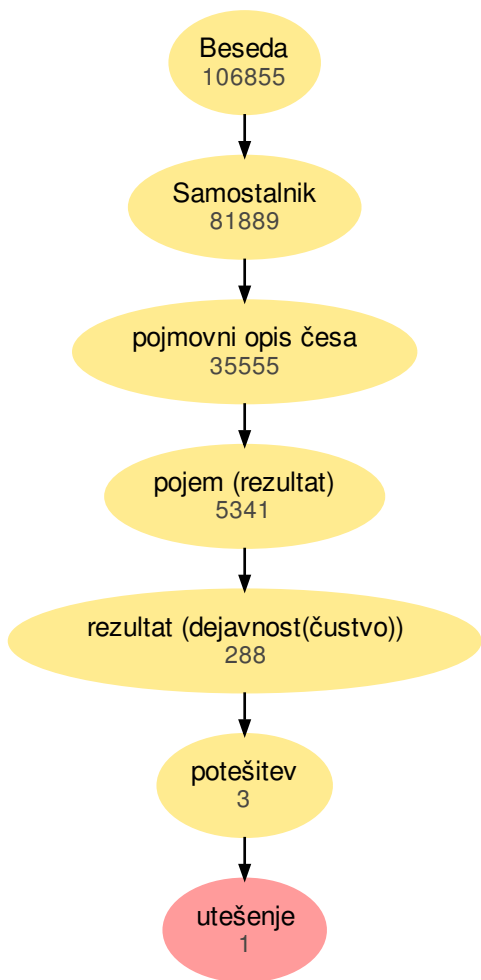 Beseda
106855
Samostalnik
81889
pojmovni opis česa
35555
pojem (rezultat)
5341
rezultat (dejavnost(čustvo))
288
potešitev
3
utešenje
1